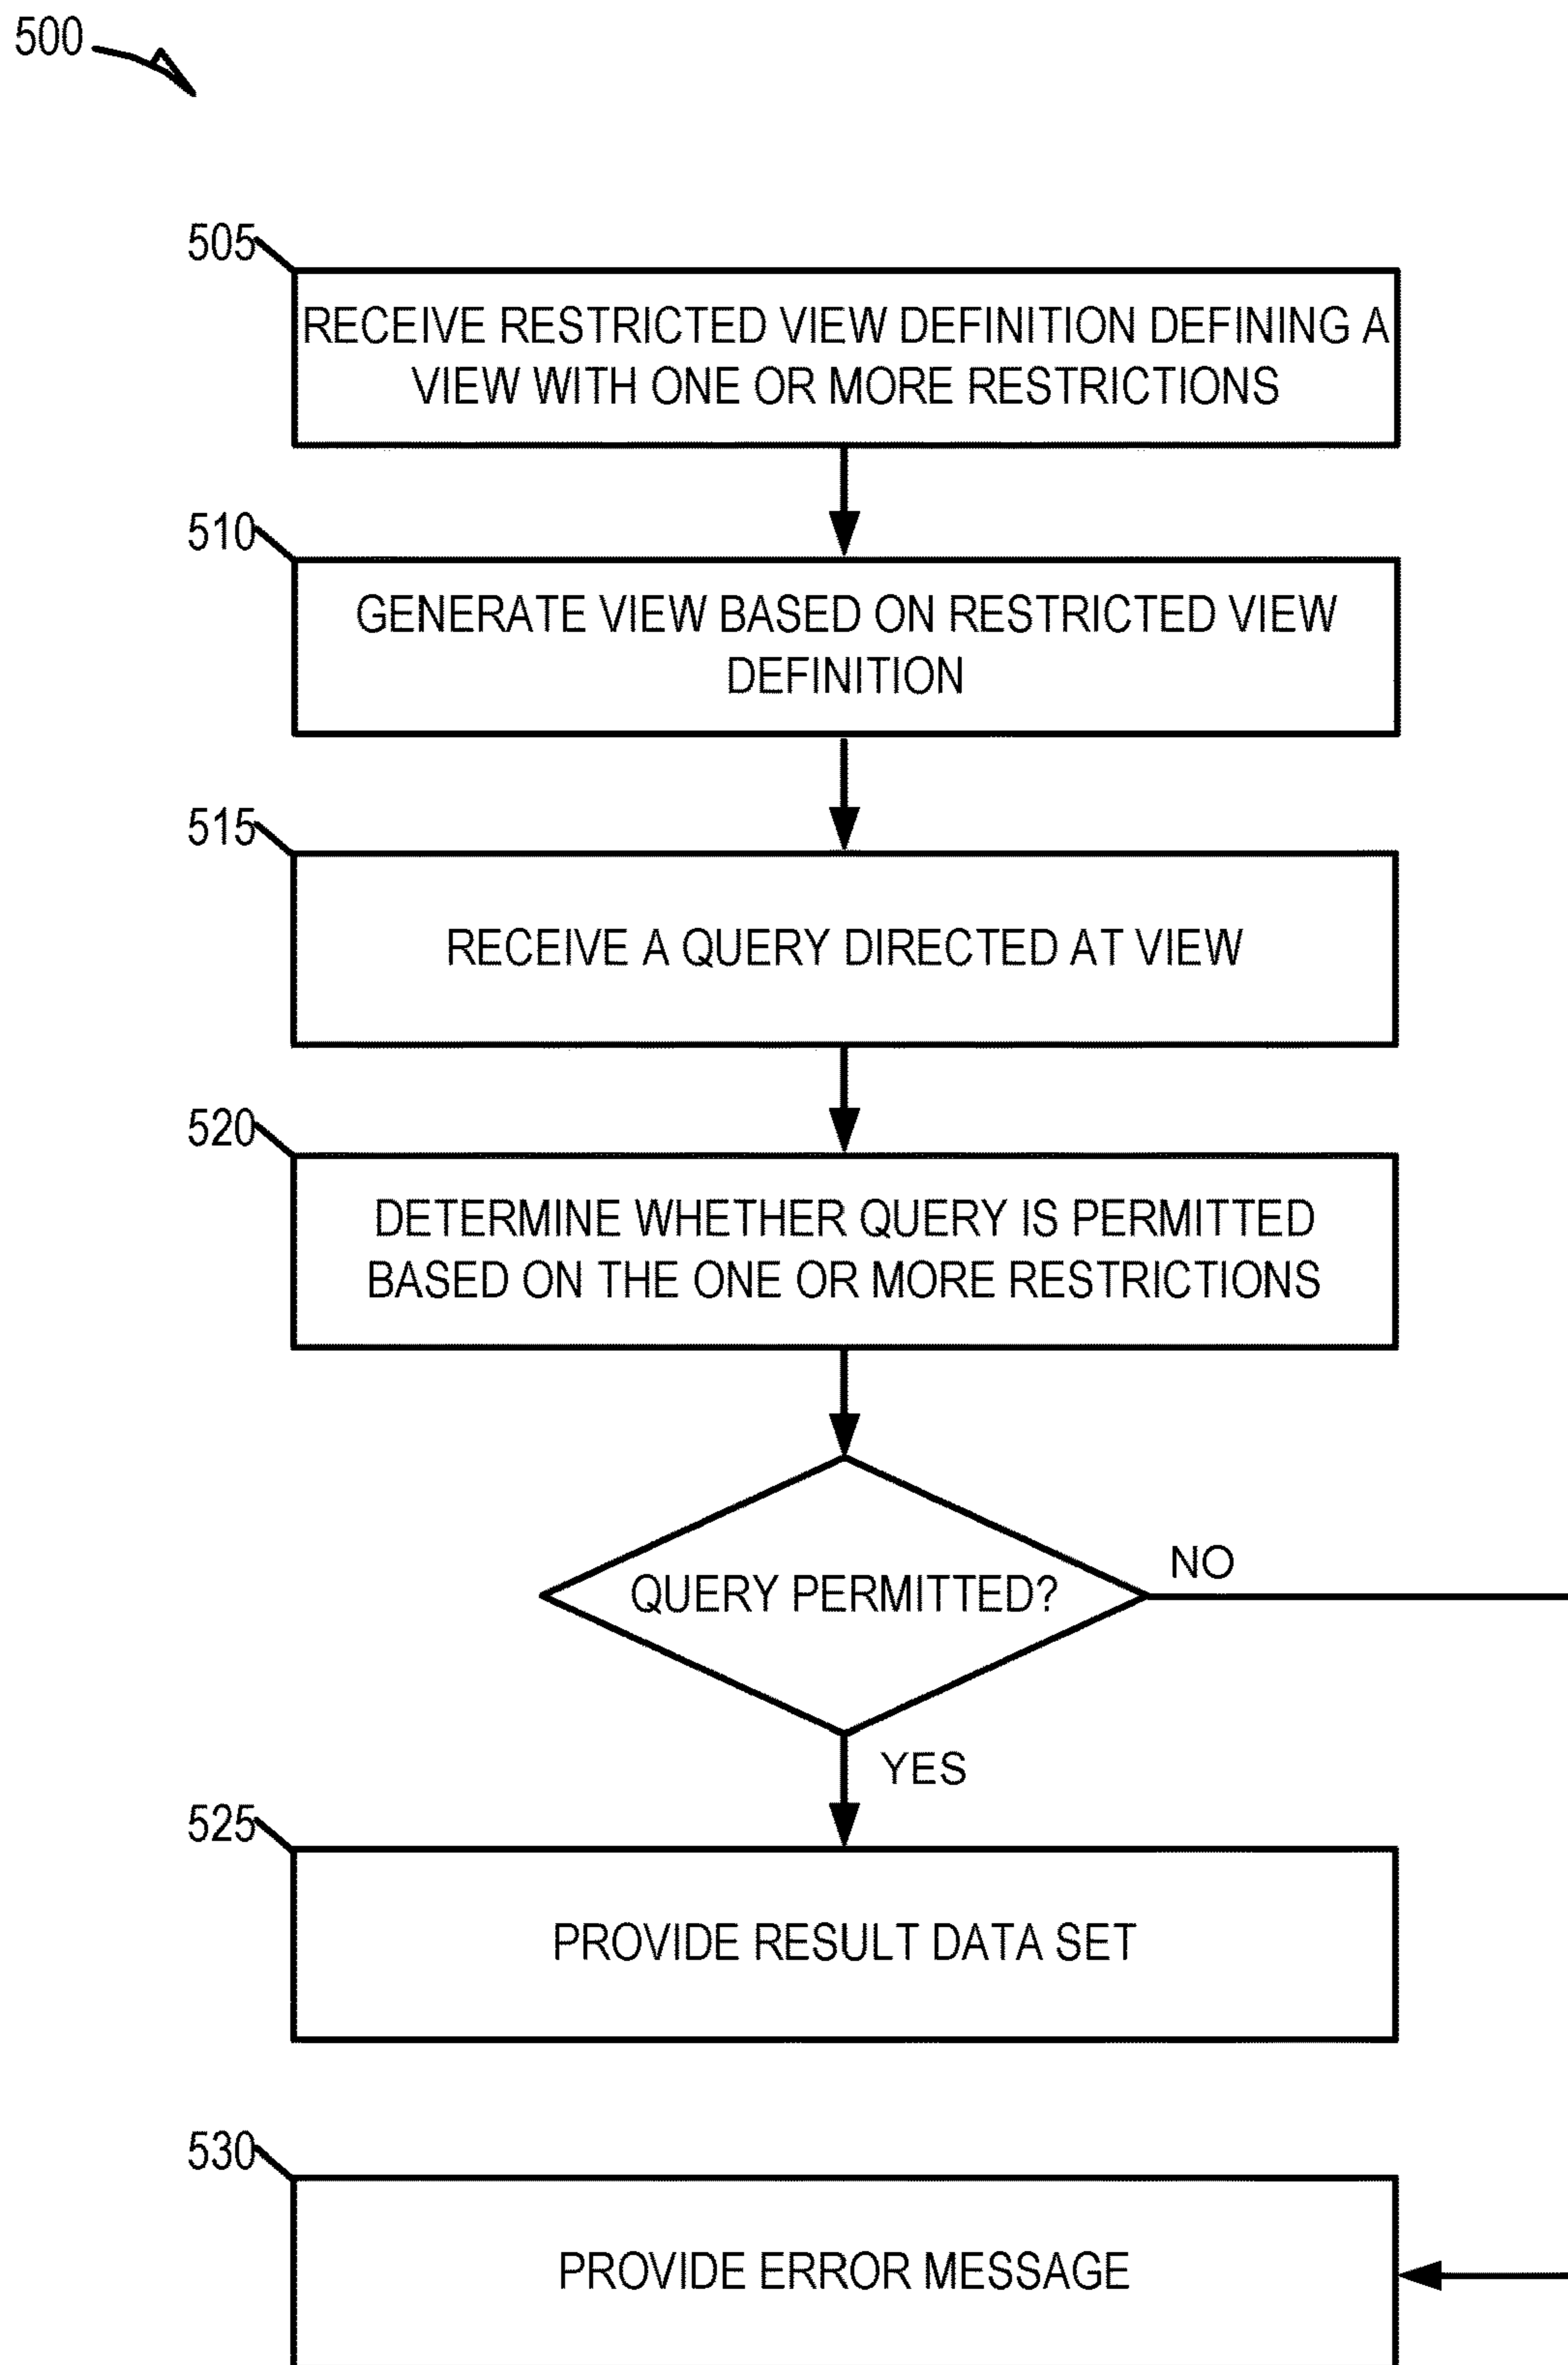 500
505
RECEIVE RESTRICTED VIEW DEFINITION DEFINING A
VIEW WITH ONE OR MORE RESTRICTIONS
510
GENERATE VIEW BASED ON RESTRICTED VIEW
DEFINITION
515
RECEIVE A QUERY DIRECTED AT VIEW
520
DETERMINE WHETHER QUERY IS PERMITTED
BASED ON THE ONE OR MORE RESTRICTIONS
NO
QUERY PERMITTED?
YES
525
PROVIDE RESULT DATA SET
530
PROVIDE ERROR MESSAGE